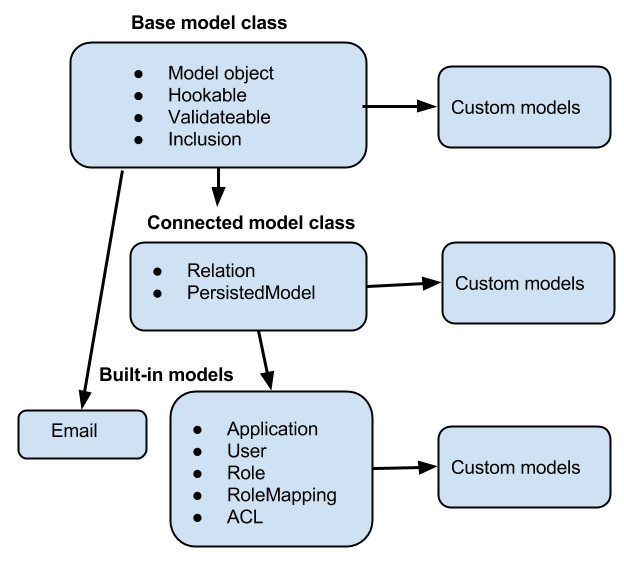 Base model class
● Model object
● Hookable
● Validateable
● Inclusion
Custom models
Connected model class
● Relation
● PersistedModel
Custom models
Built-in models
Email
● Application
● User
● Role
● RoleMapping
● ACL
Custom models